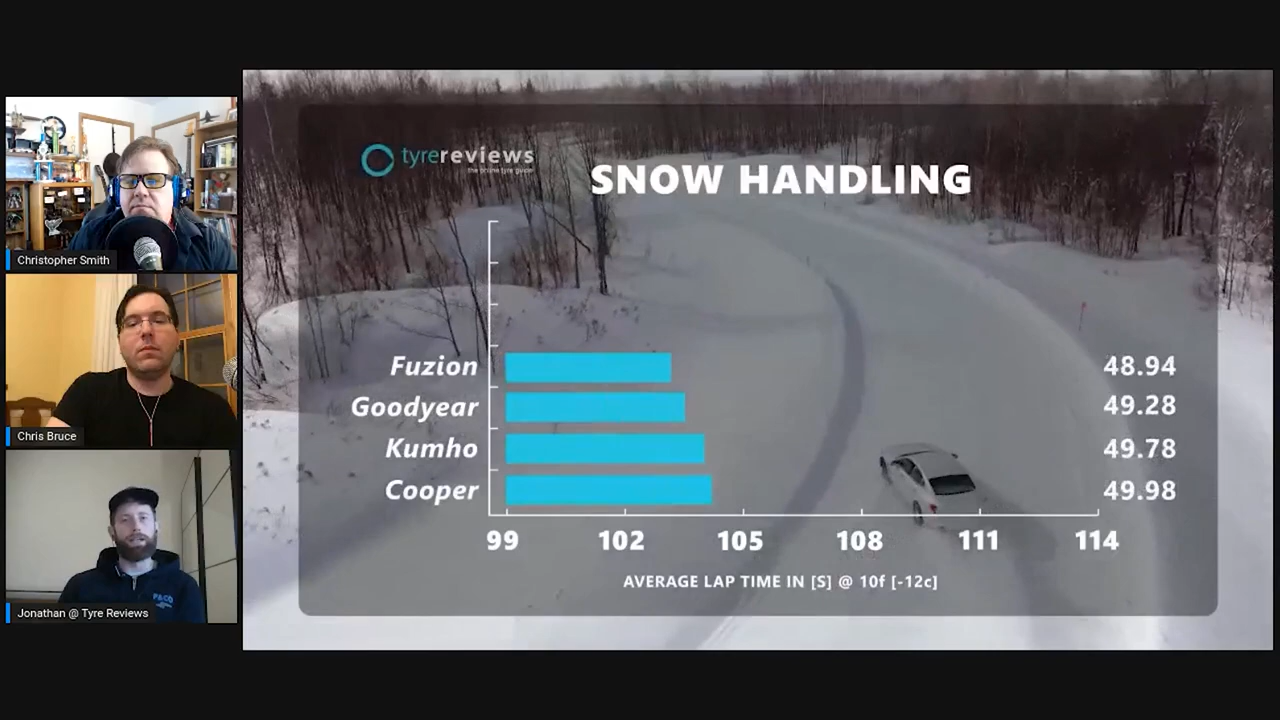 tyrereviews
the online tyre guide
SNOW HANDLING
Fuzion 48.94
Goodyear 49.28
Kumho 49.78
Cooper 49.98
99 102 105 108 111 114
AVERAGE LAP TIME IN [S] @ 10f [-12c]
Christopher Smith
Chris Bruce
P&CO
Jonathan @ Tyre Reviews